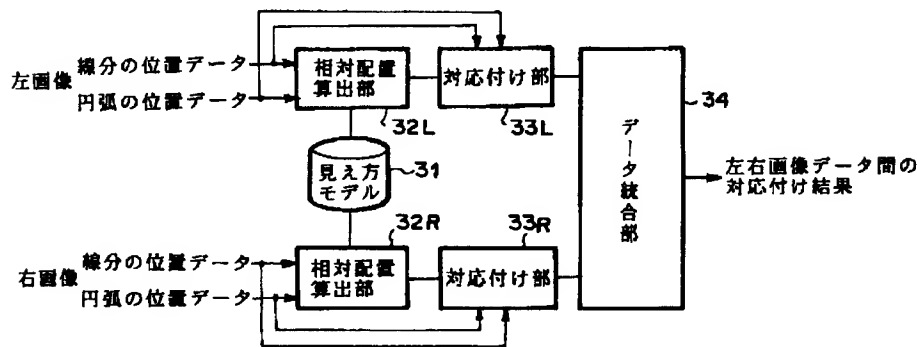 左画像
線分の位置データ
円弧の位置データ
相対配置
算出部
32L
対応付け部
33L
見え方
モデル
31
右画像
線分の位置データ
円弧の位置データ
相対配置
算出部
32R
対応付け部
33R
データ統合部
34
左右画像データ間の
対応付け結果